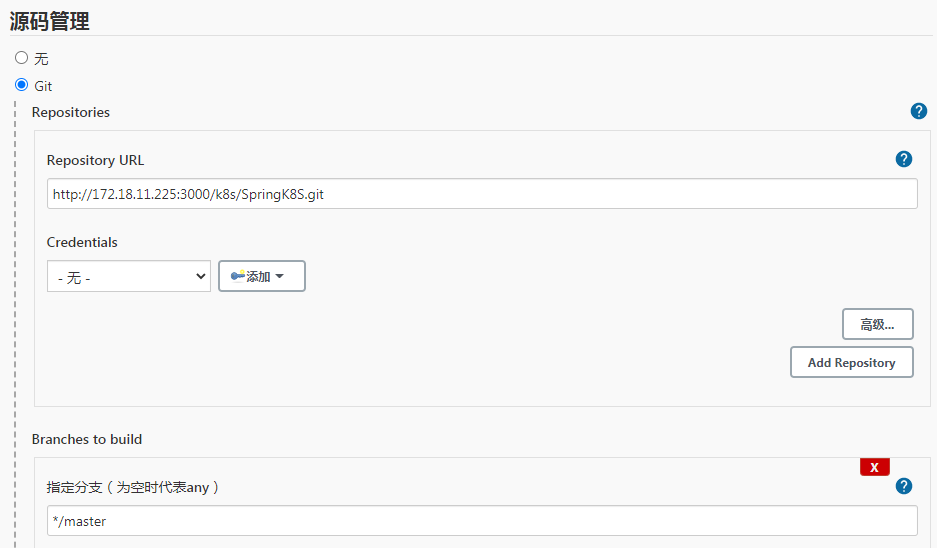 源码管理
无
Git
Repositories
?
Repository URL
?
http://172.18.11.225:3000/k8s/SpringK8S.git
Credentials
- 无 -
添加
高级...
Add Repository
Branches to build
X
指定分支（为空时代表any）
?
*/master